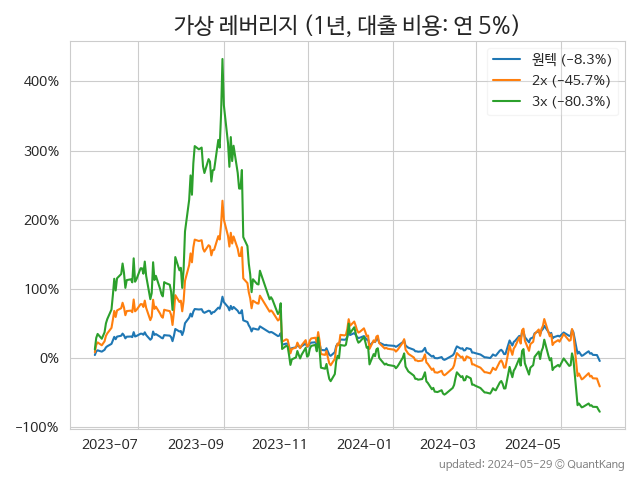 가상 레버리지 (1년, 대출 비용: 연 5%)
원텍 (-8.3%)
2x (-45.7%)
3x (-80.3%)
400%
300%
200%
100%
0%
-100%
2023-07 2023-09 2023-11 2024-01 2024-03 2024-05
updated: 2024-05-29 © QuantKang